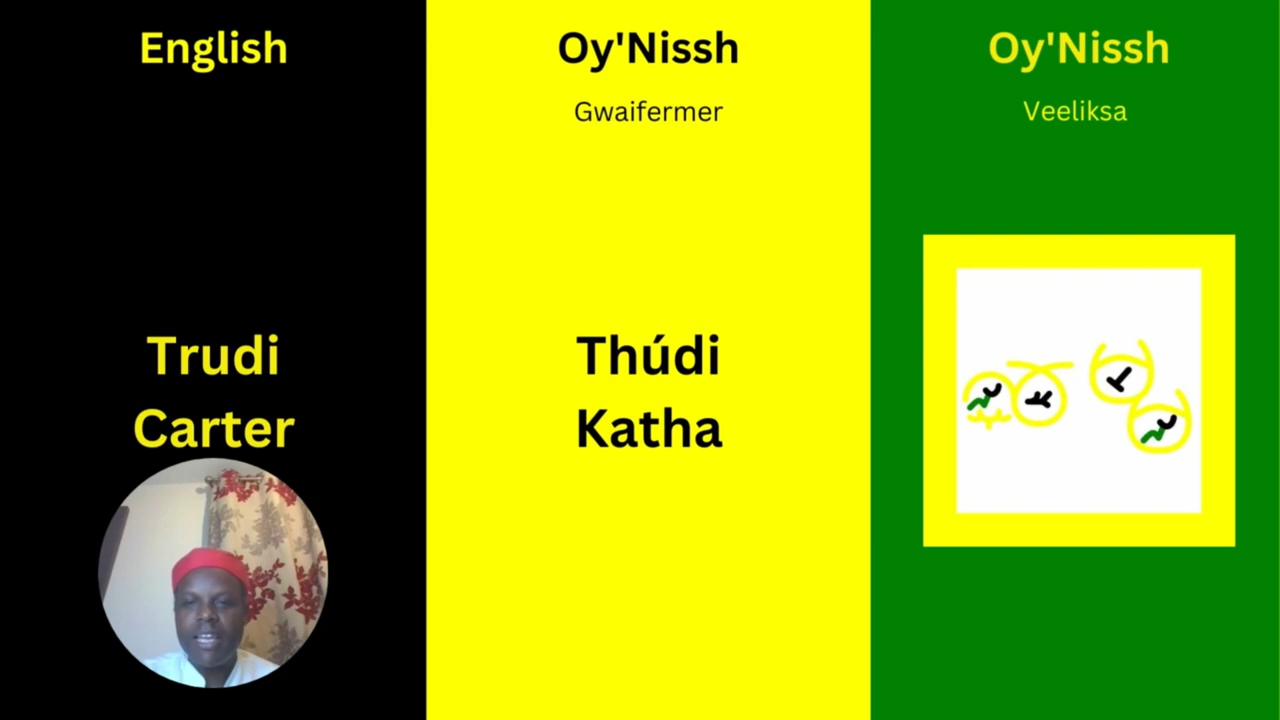 English
Trudi
Carter
Oy'Nissh
Gwaifermer
Thúdi
Katha
Oy'Nissh
Veeliksa